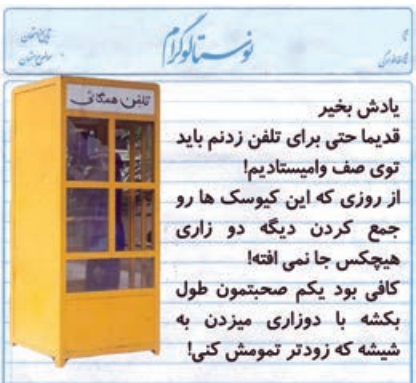 نوستالوگرام
تلفن همگانی
یادش بخیر
قدیما حتی برای تلفن زدنم باید
توی صف وامیستادیم!
از روزی که این کیوسک ها رو
جمع کردن دیگه دو زاری
هیچکس جا نمی افته!
کافی بود یکم صحبتمون طول
بکشه با دوزاری میزدن به
شیشه که زودتر تمومش کنی!